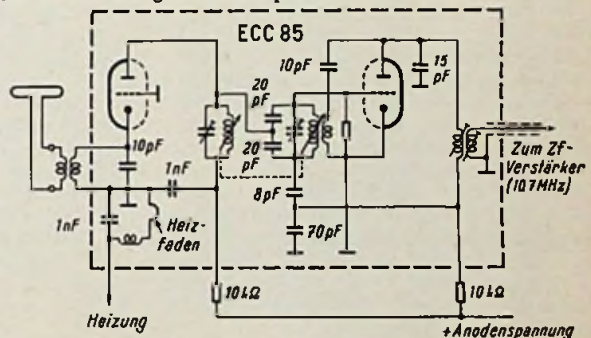 ECC 85
20
pF
10pF
15
pF
10pF
1nF
20
pF
8pF
Zum Zf-
Verstärker
(10.7MHz)
1nF
Heiz-
faden
70pF
10kΩ
10kΩ
Heizung
+Anodenspannung